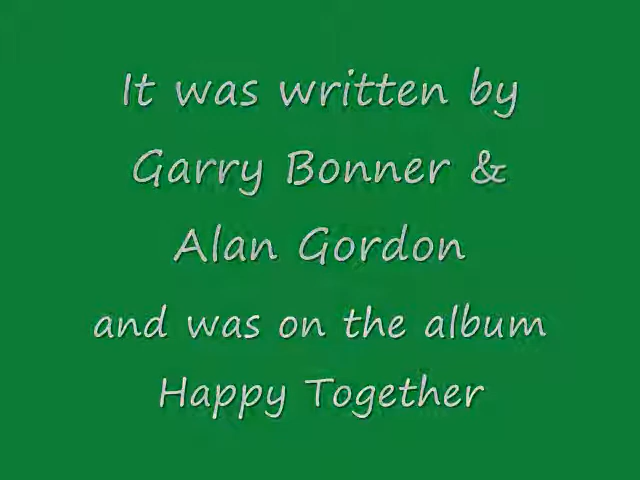 It was written by
Garry Bonner &
Alan Gordon
and was on the album
Happy Together